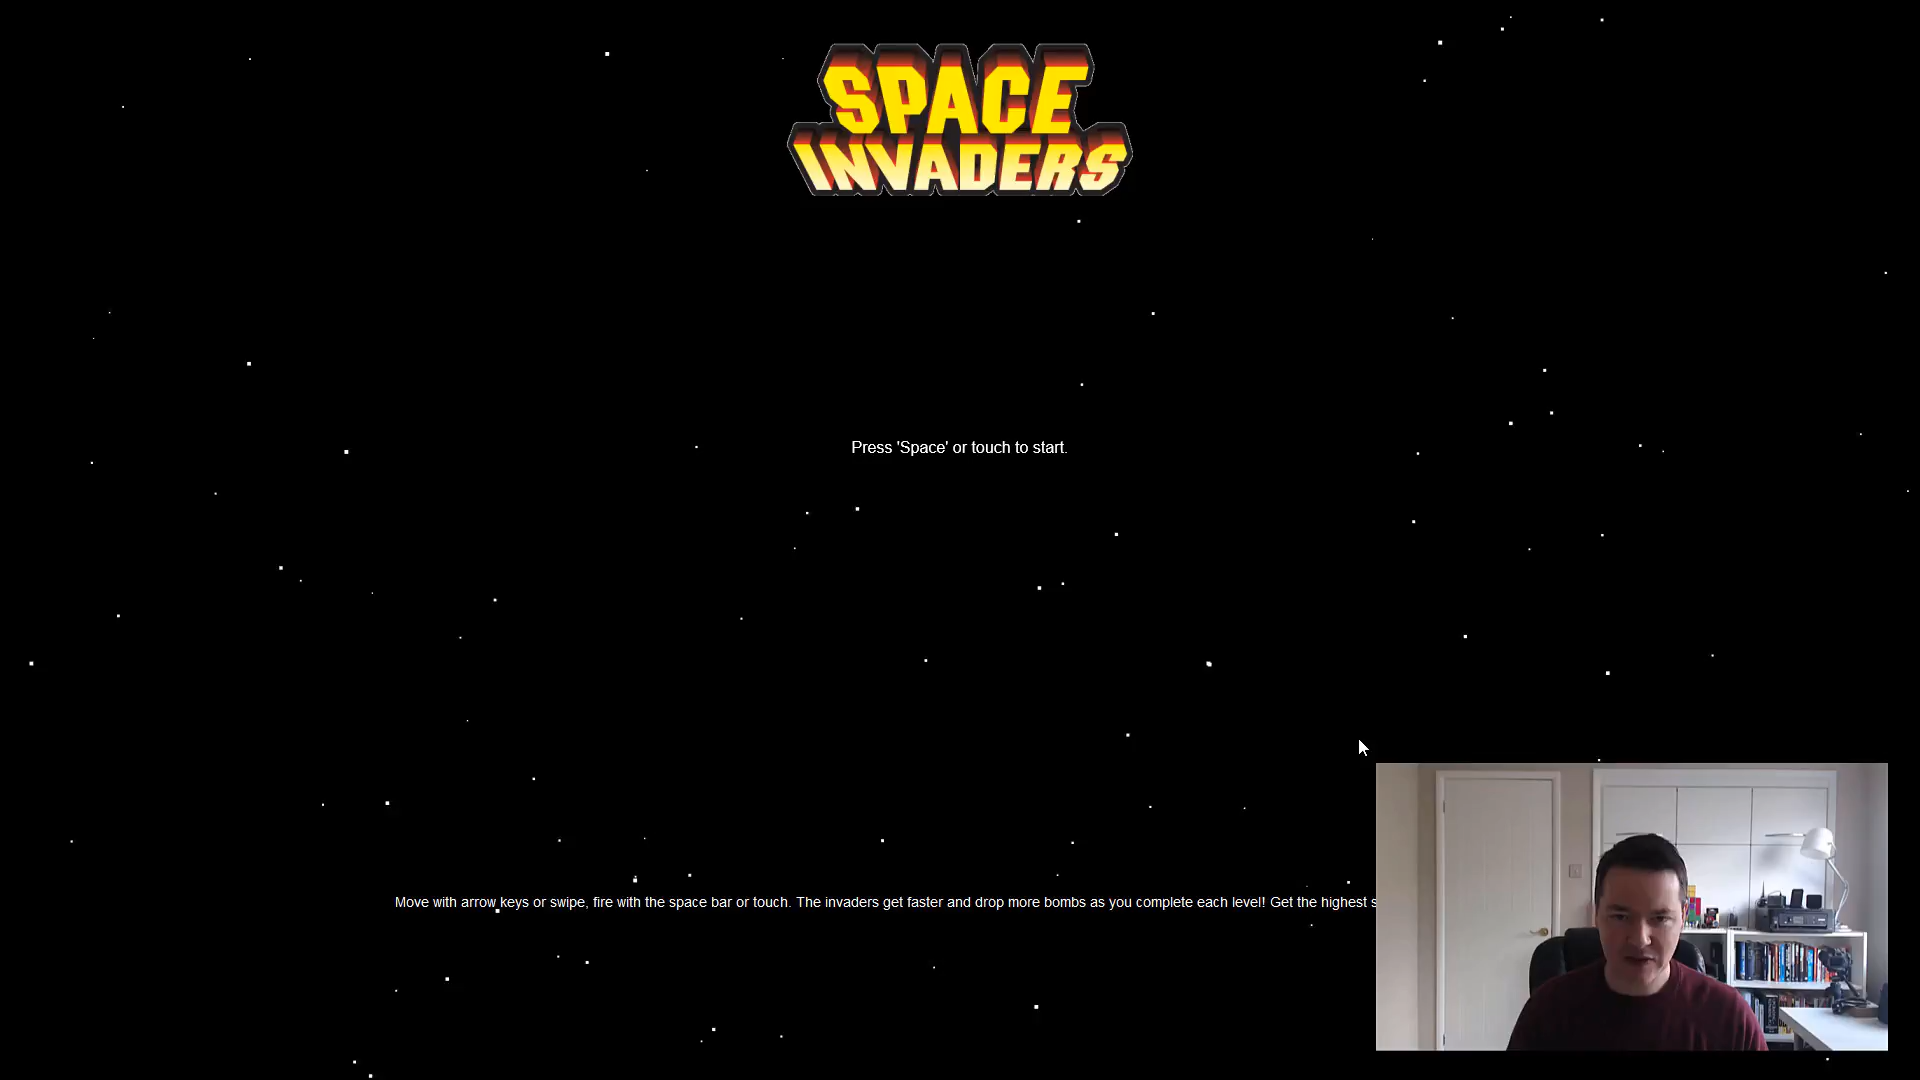 SPACE
INVADERS
Press 'Space' or touch to start.
Move with arrow keys or swipe, fire with the space bar or touch. The invaders get faster and drop more bombs as you complete each level! Get the highest s